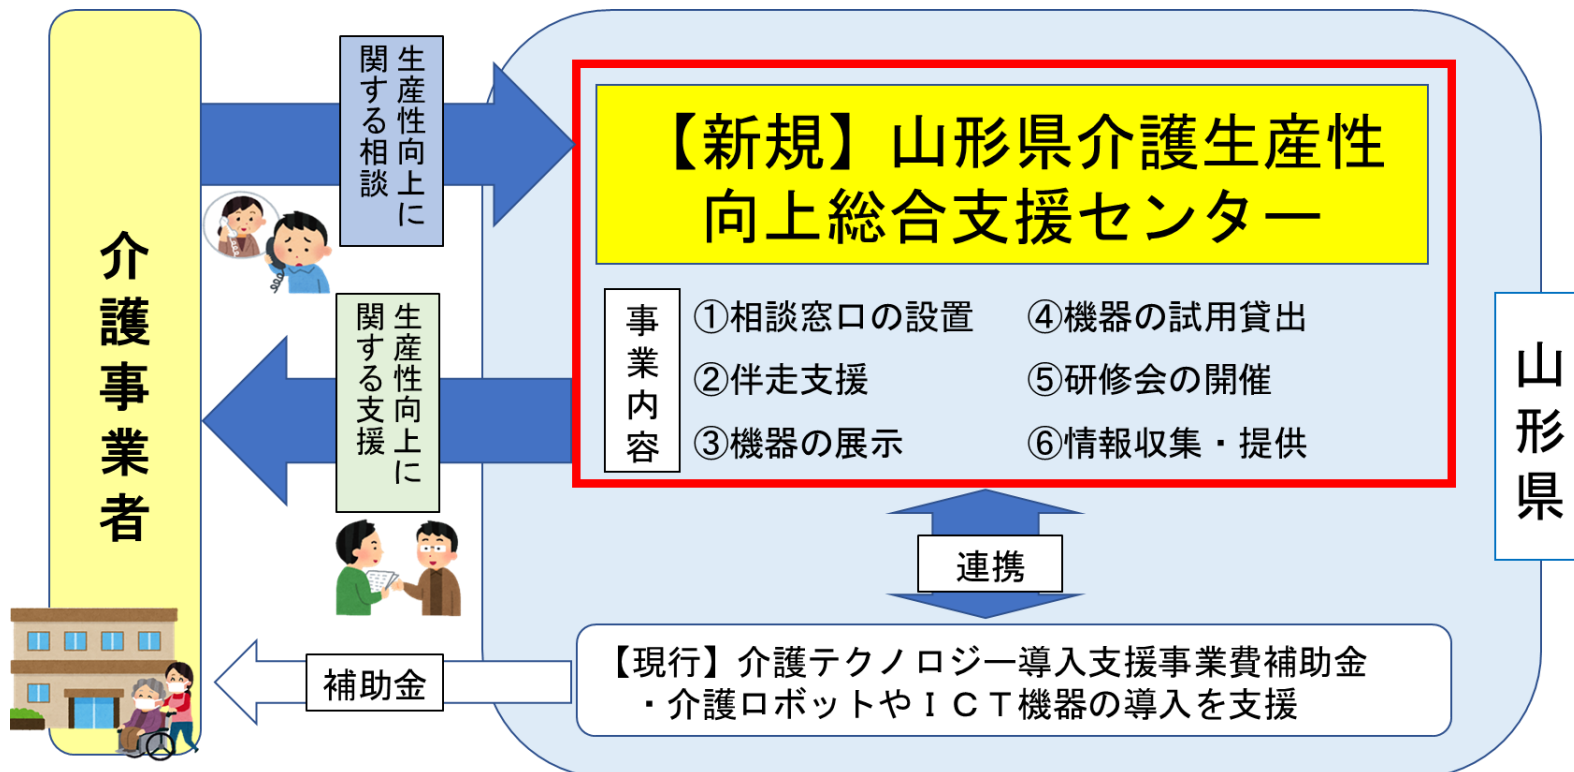 介護事業者
生産性向上に
関する相談
生産性向上に
関する支援
補助金
【新規】山形県介護生産性
向上総合支援センター
事業内容
①相談窓口の設置
②伴走支援
③機器の展示
④機器の試用貸出
⑤研修会の開催
⑥情報収集・提供
連携
【現行】介護テクノロジー導入支援事業費補助金
・介護ロボットやＩＣＴ機器の導入を支援
山形県